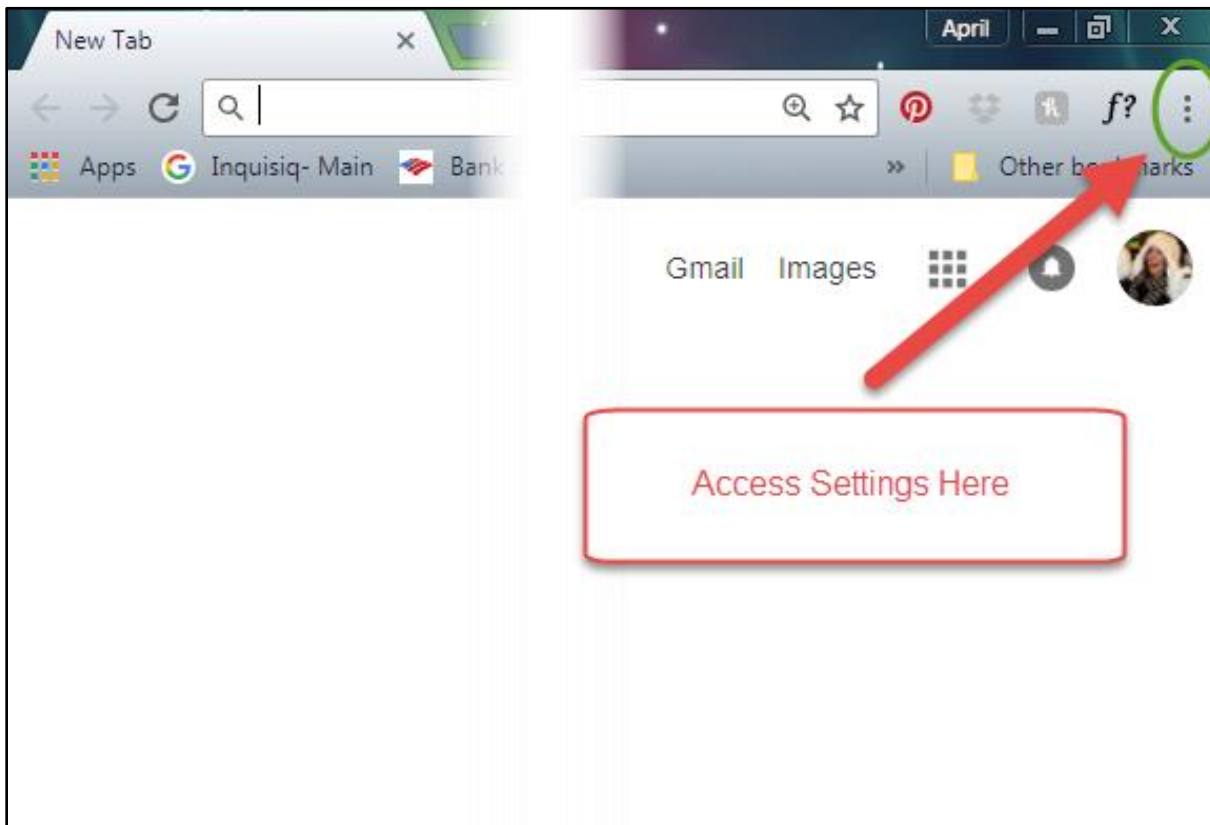 New Tab
April
f?
Apps
Inquisiq- Main
Bank
»
Other bookmarks
Gmail
Images
Access Settings Here